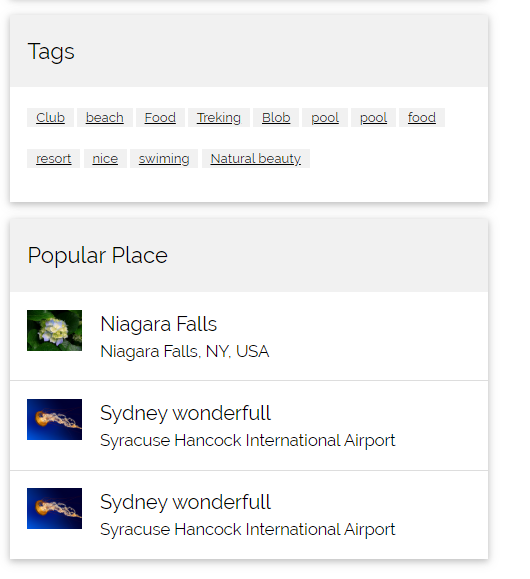 Tags
Club beach Food Treking Blob pool pool food
resort nice swiming Natural beauty
Popular Place
Niagara Falls
Niagara Falls, NY, USA
Sydney wonderfull
Syracuse Hancock International Airport
Sydney wonderfull
Syracuse Hancock International Airport